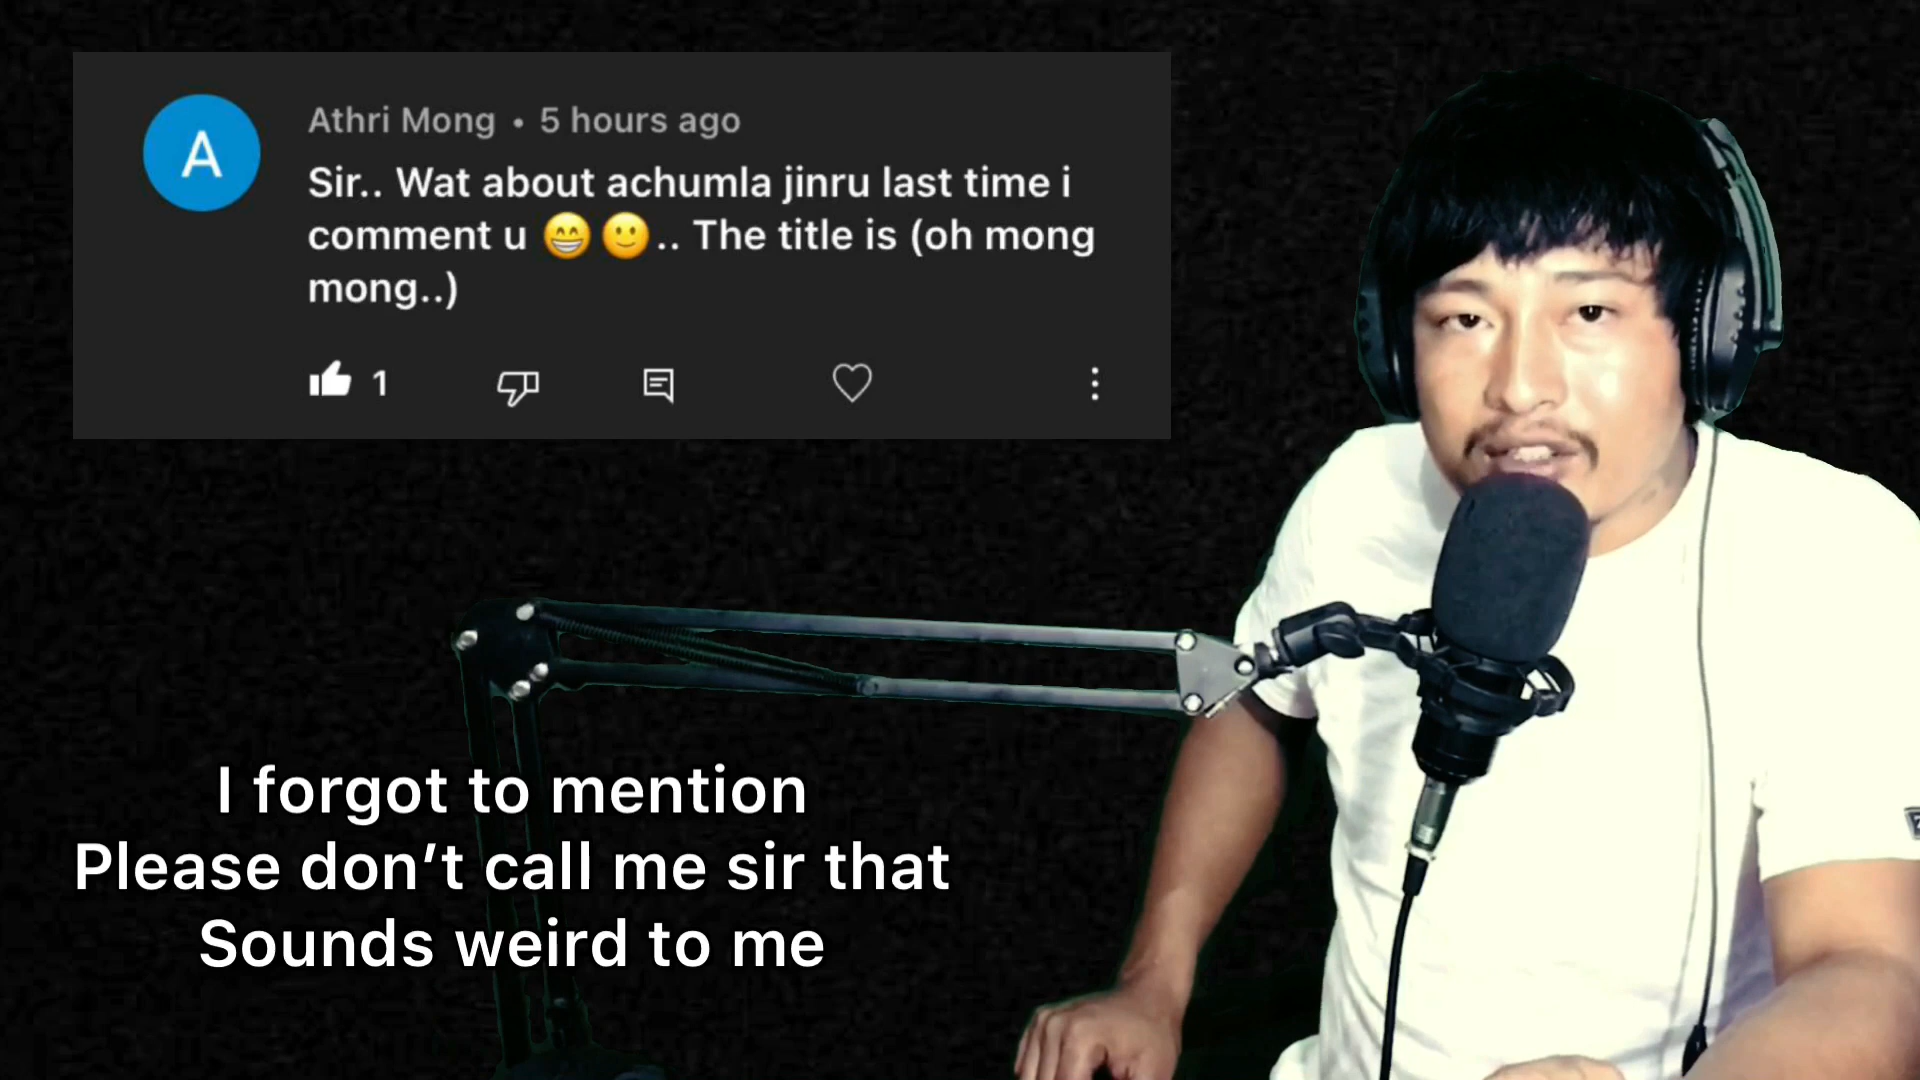 A
Athri Mong • 5 hours ago
Sir.. Wat about achumla jinru last time i
comment u 😁🙂.. The title is (oh mong
mong..)
1
I forgot to mention
Please don’t call me sir that
Sounds weird to me